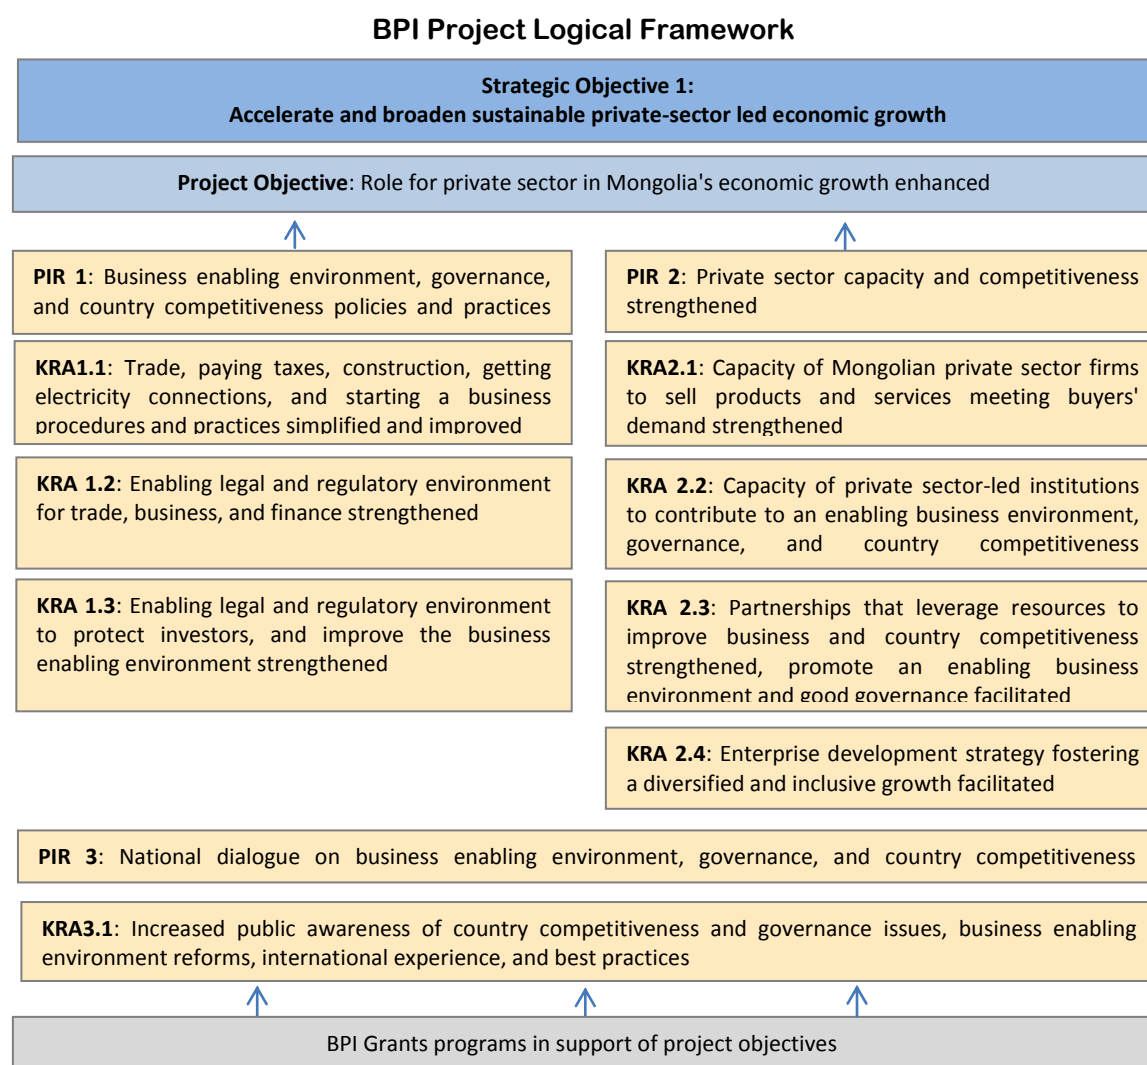 BPI Project Logical Framework
Strategic Objective 1:
Accelerate and broaden sustainable private-sector led economic growth
Project Objective: Role for private sector in Mongolia's economic growth enhanced
PIR 1: Business enabling environment, governance,
and country competitiveness policies and practices
KRA1.1: Trade, paying taxes, construction, getting
electricity connections, and starting a business
procedures and practices simplified and improved
KRA 1.2: Enabling legal and regulatory environment
for trade, business, and finance strengthened
KRA 1.3: Enabling legal and regulatory environment
to protect investors, and improve the business
enabling environment strengthened
PIR 2: Private sector capacity and competitiveness
strengthened
KRA2.1: Capacity of Mongolian private sector firms
to sell products and services meeting buyers'
demand strengthened
KRA 2.2: Capacity of private sector-led institutions
to contribute to an enabling business environment,
governance, and country competitiveness
KRA 2.3: Partnerships that leverage resources to
improve business and country competitiveness
strengthened, promote an enabling business
environment and good governance facilitated
KRA 2.4: Enterprise development strategy fostering
a diversified and inclusive growth facilitated
PIR 3: National dialogue on business enabling environment, governance, and country competitiveness
KRA3.1: Increased public awareness of country competitiveness and governance issues, business enabling
environment reforms, international experience, and best practices
BPI Grants programs in support of project objectives